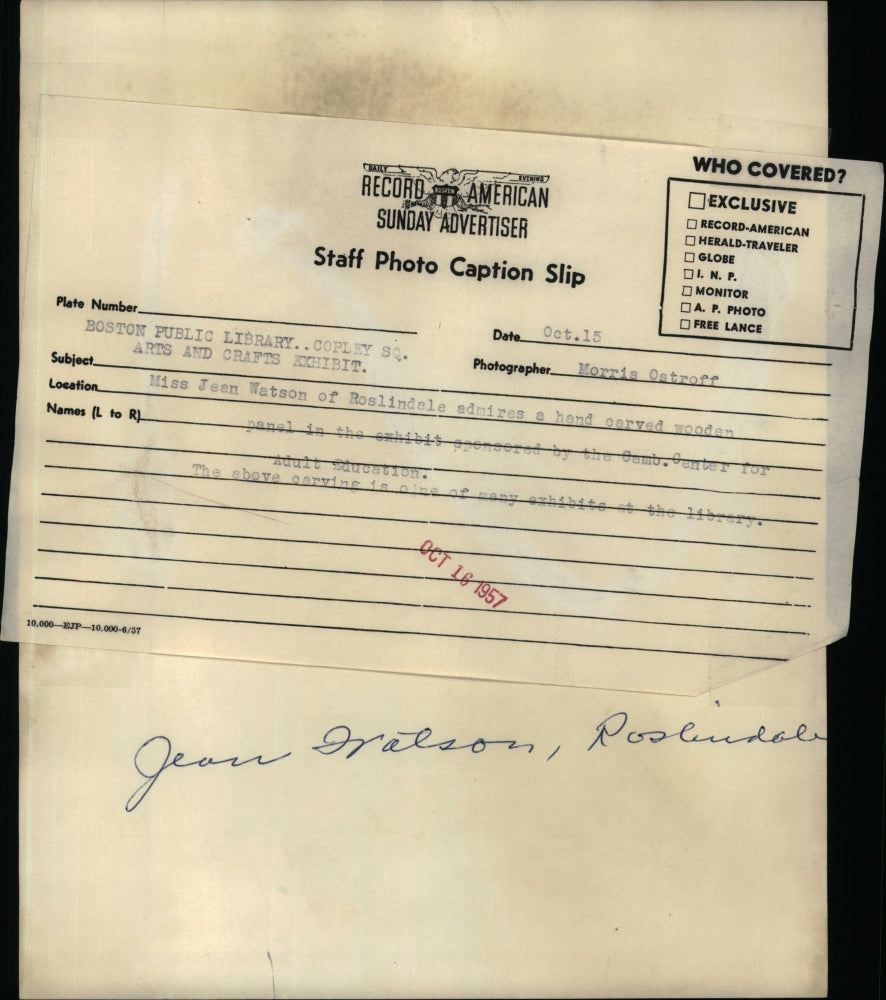 DAILY EVENING
RECORD BOSTON AMERICAN
SUNDAY ADVERTISER
Staff Photo Caption Slip
WHO COVERED?
☐ EXCLUSIVE
☐ RECORD-AMERICAN
☐ HERALD-TRAVELER
☐ GLOBE
☐ I. N. P.
☐ MONITOR
☐ A. P. PHOTO
☐ FREE LANCE
Plate Number
Date Oct.15
BOSTON PUBLIC LIBRARY..COPLEY SQ.
ARTS AND CRAFTS EXHIBIT.
Subject
Photographer Morris Ostroff
Location Miss Jean Watson of Roslindale admires a hand carved wooden
Names (L to R)
panel in the exhibit sponsored by the Camb.Center for
Adult Education.
The above carving is oine of many exhibits at the library.
OCT 16 1957
10,000—EJP—10,000-6/57
Jean Watson, Roslindale